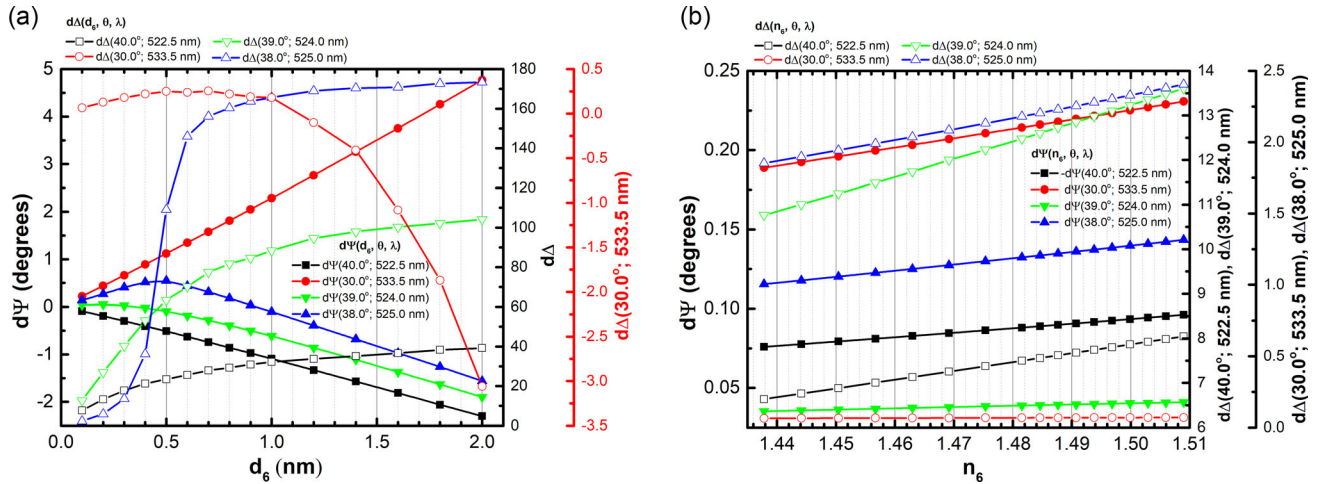 (a)
dΔ(d₆, θ, λ)
dΔ(40.0°; 522.5 nm)
dΔ(39.0°; 524.0 nm)
dΔ(30.0°; 533.5 nm)
dΔ(38.0°; 525.0 nm)
5
4
3
2
1
0
-1
-2
dΨ (degrees)
dΨ(d₆, θ, λ)
dΨ(40.0°; 522.5 nm)
dΨ(30.0°; 533.5 nm)
dΨ(39.0°; 524.0 nm)
dΨ(38.0°; 525.0 nm)
180
160
140
120
100
80
60
40
20
0
dΔ
0.5
0.0
-0.5
-1.0
-1.5
-2.0
-2.5
-3.0
-3.5
dΔ(30.0°; 533.5 nm)
0.0 0.5 1.0 1.5 2.0
d₆ (nm)
(b)
dΔ(n₆, θ, λ)
dΔ(40.0°; 522.5 nm)
dΔ(39.0°; 524.0 nm)
dΔ(30.0°; 533.5 nm)
dΔ(38.0°; 525.0 nm)
0.25
0.20
0.15
0.10
0.05
dΨ (degrees)
dΨ(n₆, θ, λ)
-dΨ(40.0°; 522.5 nm)
dΨ(30.0°; 533.5 nm)
dΨ(39.0°; 524.0 nm)
dΨ(38.0°; 525.0 nm)
14
13
12
11
10
9
8
7
6
dΔ(40.0°; 522.5 nm), dΔ(39.0°; 524.0 nm)
2.5
2.0
1.5
1.0
0.5
0.0
dΔ(30.0°; 533.5 nm), dΔ(38.0°; 525.0 nm)
1.44 1.45 1.46 1.47 1.48 1.49 1.50 1.51
n₆